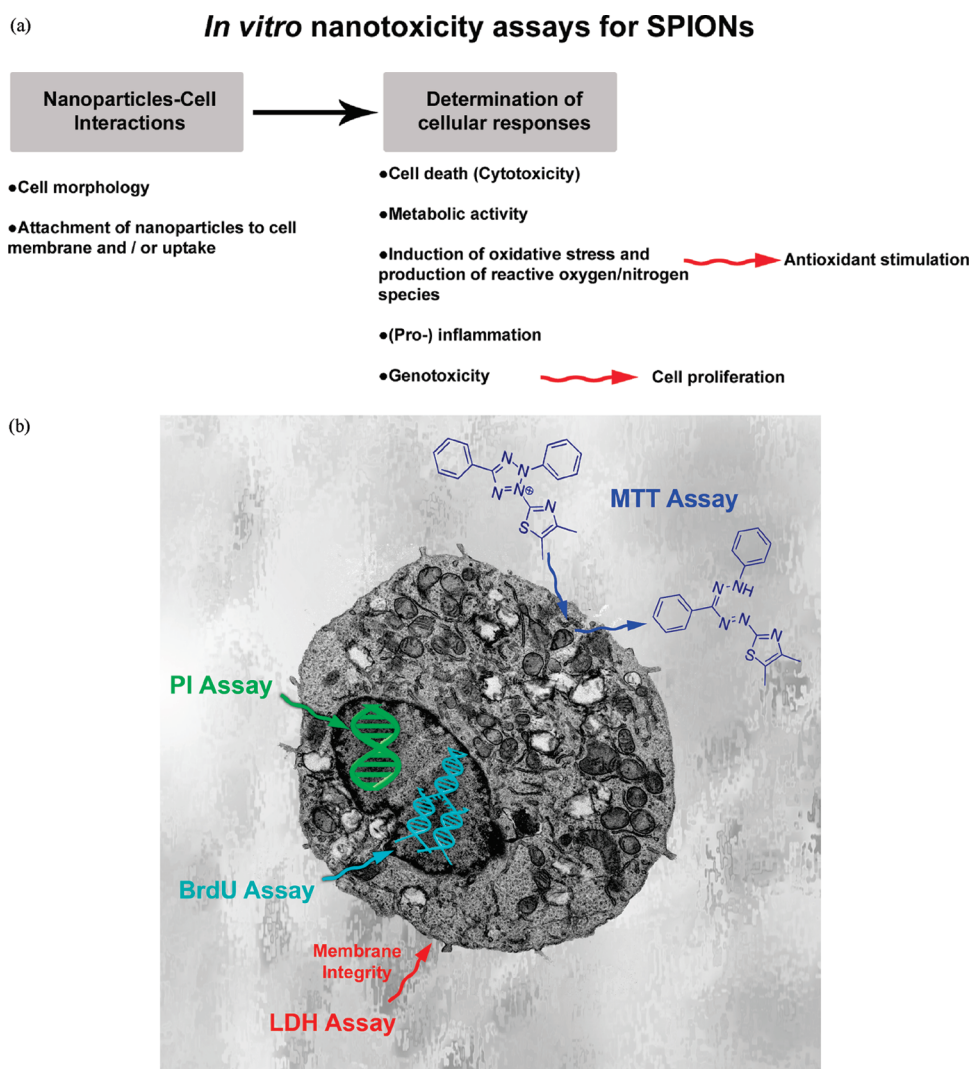 (a)
In vitro nanotoxicity assays for SPIONs
Nanoparticles-Cell
Interactions
Determination of
cellular responses
●Cell morphology
●Attachment of nanoparticles to cell
membrane and / or uptake
●Cell death (Cytotoxicity)
●Metabolic activity
●Induction of oxidative stress and
production of reactive oxygen/nitrogen
species
Antioxidant stimulation
●(Pro-) inflammation
●Genotoxicity
Cell proliferation
(b)
N
N
N
N
⊕
N
S
MTT Assay
N
NH
N
N
N
S
PI Assay
BrdU Assay
Membrane
Integrity
LDH Assay